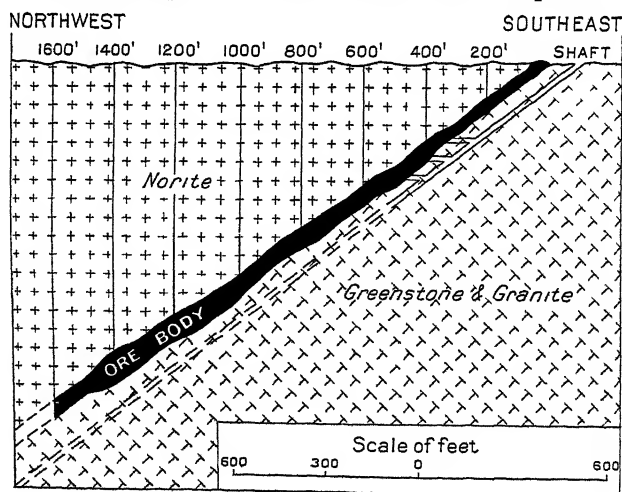 NORTHWEST SOUTHEAST
1600' 1400' 1200' 1000' 800' 600' 400' 200' SHAFT
Norite
Greenstone & Granite
ORE BODY
Scale of feet
600 300 0 600